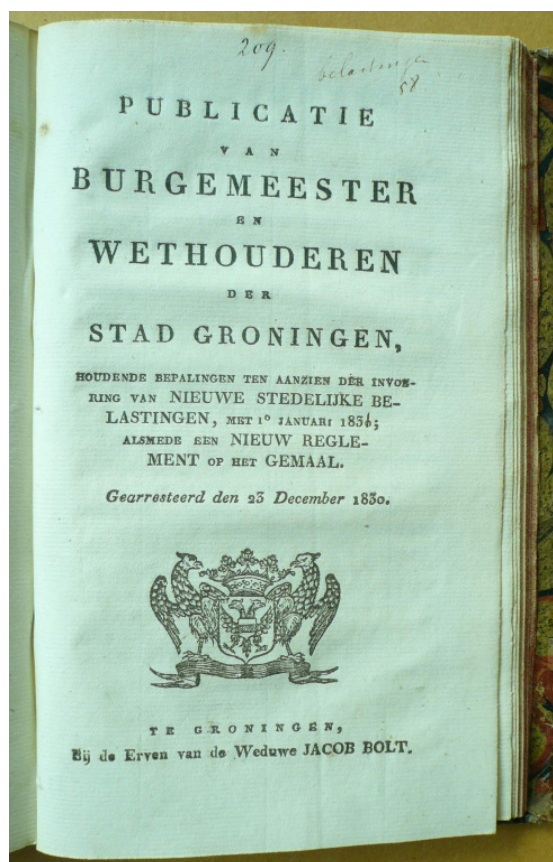 209.
belastingen
58
PUBLICATIE
VAN
BURGEMEESTER
EN
WETHOUDEREN
DER
STAD GRONINGEN,
HOUDENDE BEPALINGEN TEN AANZIEN DER INVOE-
RING VAN NIEUWE STEDELIJKE BE-
LASTINGEN, MET 1º JANUARI 1831;
ALSMEDE EEN NIEUW REGLE-
MENT OP HET GEMAAL.
Gearresteerd den 23 December 1830.
TE GRONINGEN,
Bij de Erven van de Weduwe JACOB BOLT.